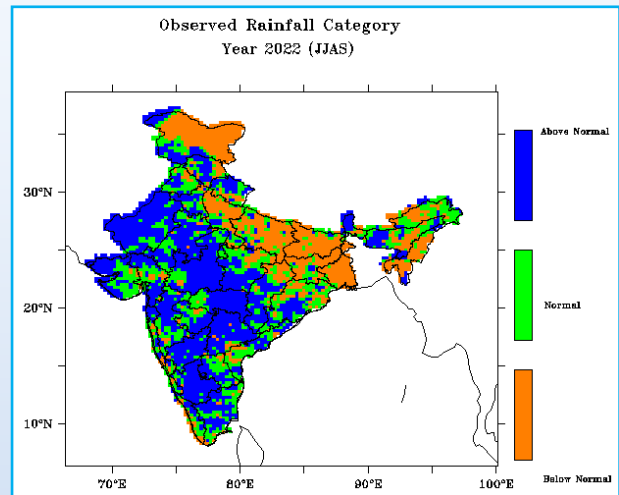 Observed Rainfall Category
Year 2022 (JJAS)
Above Normal
30°N
Normal
20°N
10°N
Below Normal
70°E
80°E
90°E
100°E